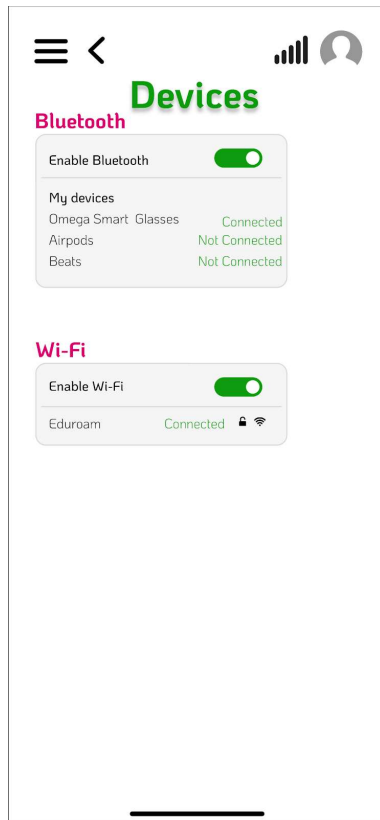 Devices
Bluetooth
Enable Bluetooth
My devices
Omega Smart Glasses Connected
Airpods Not Connected
Beats Not Connected
Wi-Fi
Enable Wi-Fi
Eduroam Connected